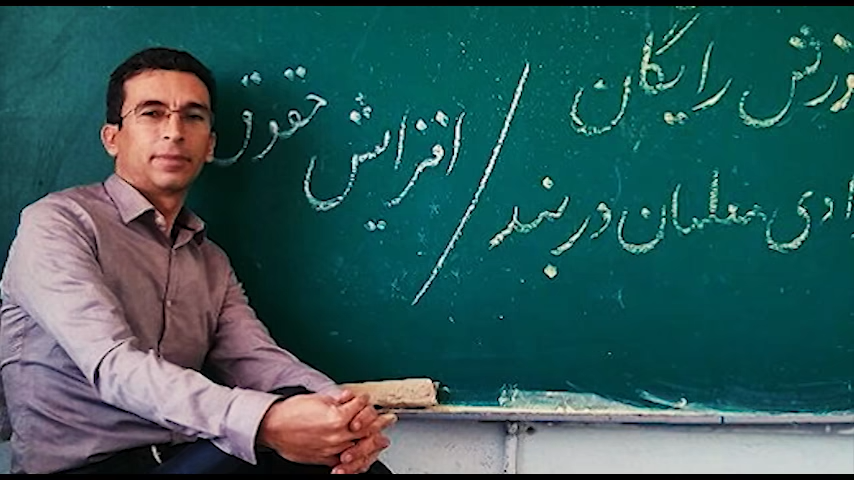 وزش رایگان
ادی معلمان دربند
/
افزایش حقوق